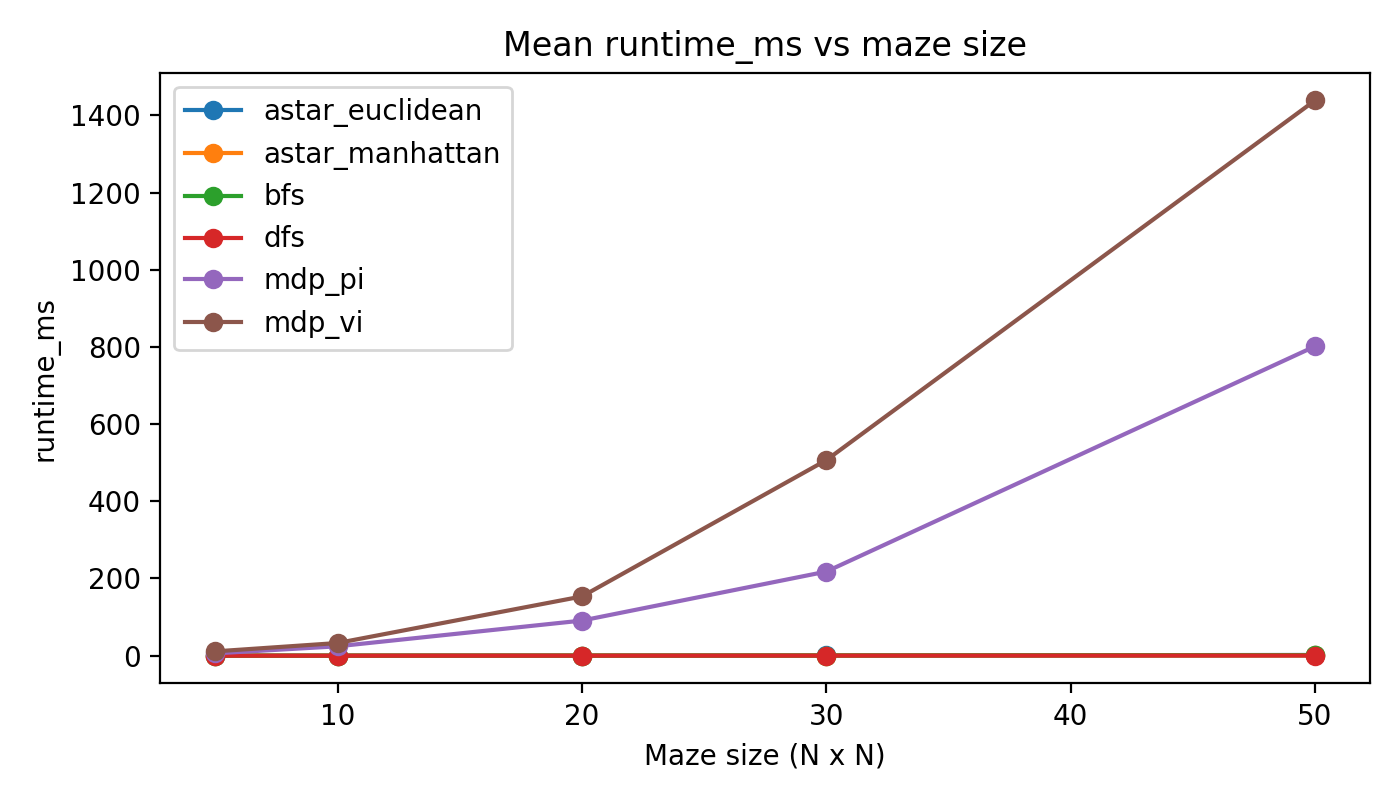 Mean runtime_ms vs maze size
astar_euclidean
astar_manhattan
bfs
dfs
mdp_pi
mdp_vi
1400
1200
1000
800
600
400
200
0
runtime_ms
10
20
30
40
50
Maze size (N x N)